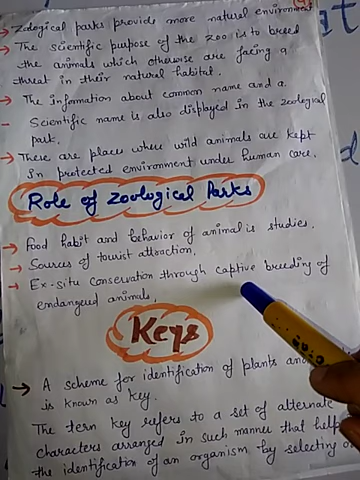 → Zological parks provide more natural environment
→ The scientific purpose of the zoo is to breed
the animals which otherwise are facing a
threat in their natural habitat.
→ The information about common name and a
- Scientific name is also displayed in the zoological
park.
→ These are places where wild animals are kept
in protected environment under human care.
Role of Zoological Parks
→ Food habit and behavior of animal is studies.
→ Sources of tourist attraction,
→ Ex-situ conservation through captive breeding of
endangered animals.
Keys
→ A scheme for identification of plants and
is known as key.
The tern key refers to a set of alternate
characters arranged in such manner that help
the identification of an organism by selecting